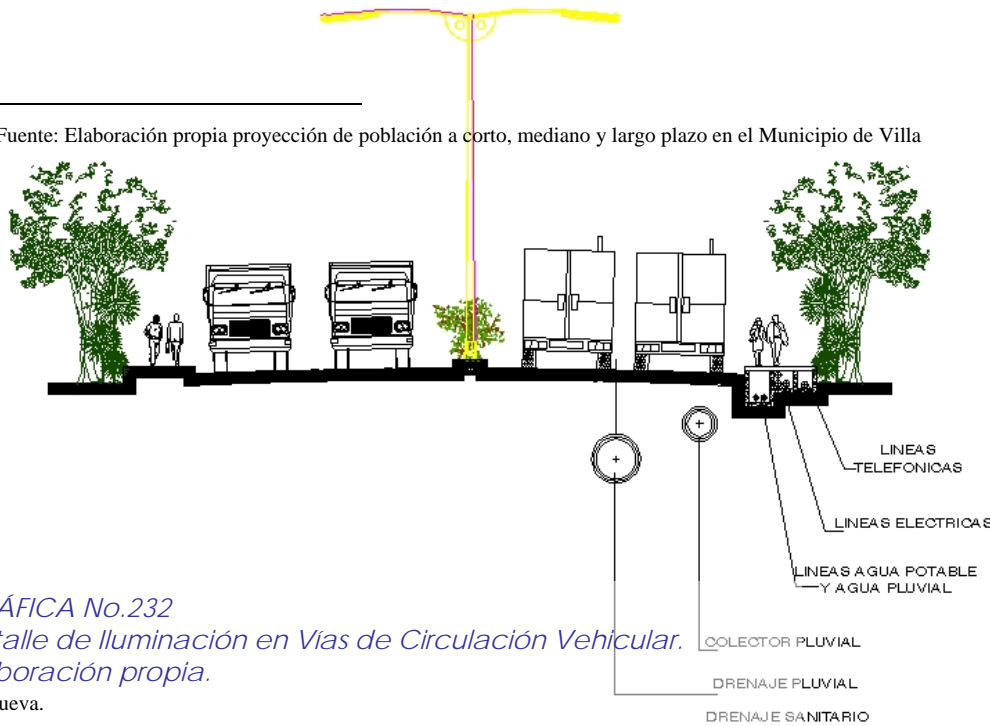 Fuente: Elaboración propia proyección de población a corto, mediano y largo plazo en el Municipio de Villa
LINEAS
TELEFONICAS
LINEAS ELECTRICAS
LINEAS AGUA POTABLE
Y AGUA PLUVIAL
COLECTOR PLUVIAL
DRENAJE PLUVIAL
DRENAJE SANITARIO
ÁFICA No.232
talle de Iluminación en Vías de Circulación Vehicular.
boración propia.
ueva.